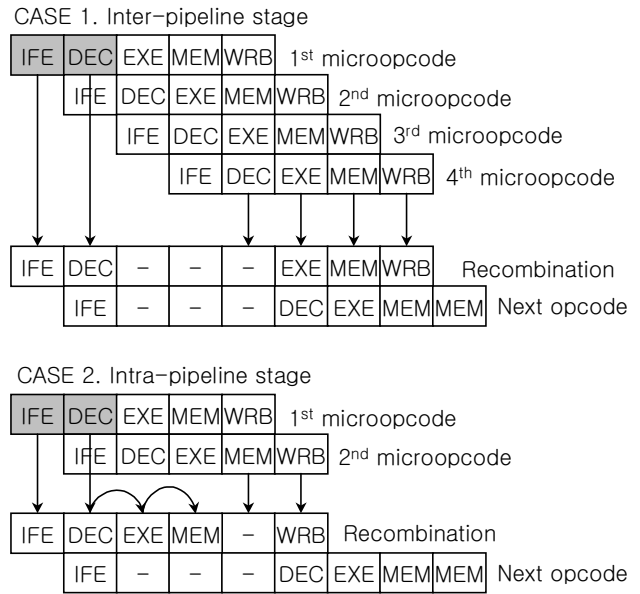 CASE 1. Inter-pipeline stage
IFE DEC EXE MEM WRB 1st microopcode
IFE DEC EXE MEM WRB 2nd microopcode
IFE DEC EXE MEM WRB 3rd microopcode
IFE DEC EXE MEM WRB 4th microopcode
IFE DEC - - - EXE MEM WRB Recombination
IFE - - - DEC EXE MEM MEM Next opcode
CASE 2. Intra-pipeline stage
IFE DEC EXE MEM WRB 1st microopcode
IFE DEC EXE MEM WRB 2nd microopcode
IFE DEC EXE MEM - WRB Recombination
IFE - - - DEC EXE MEM MEM Next opcode